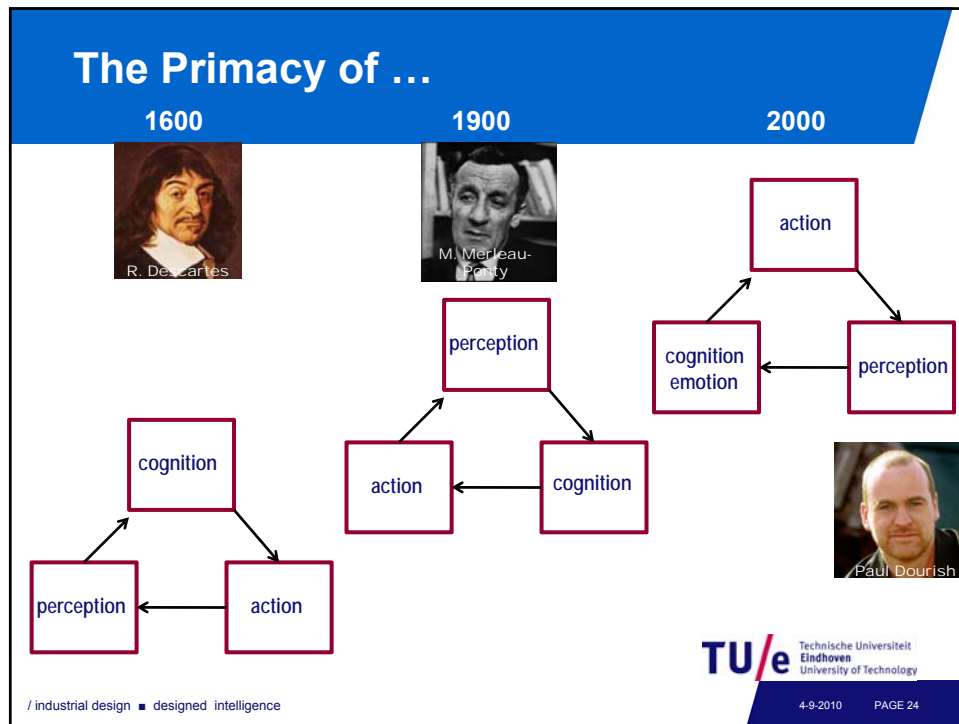 The Primacy of …
1600
1900
2000
R. Descartes
M. Merleau-
Ponty
cognition
perception
action
perception
action
cognition
action
cognition
emotion
perception
Paul Dourish
TU/e
Technische Universiteit
Eindhoven
University of Technology
/ industrial design ■ designed intelligence
4-9-2010
PAGE 24